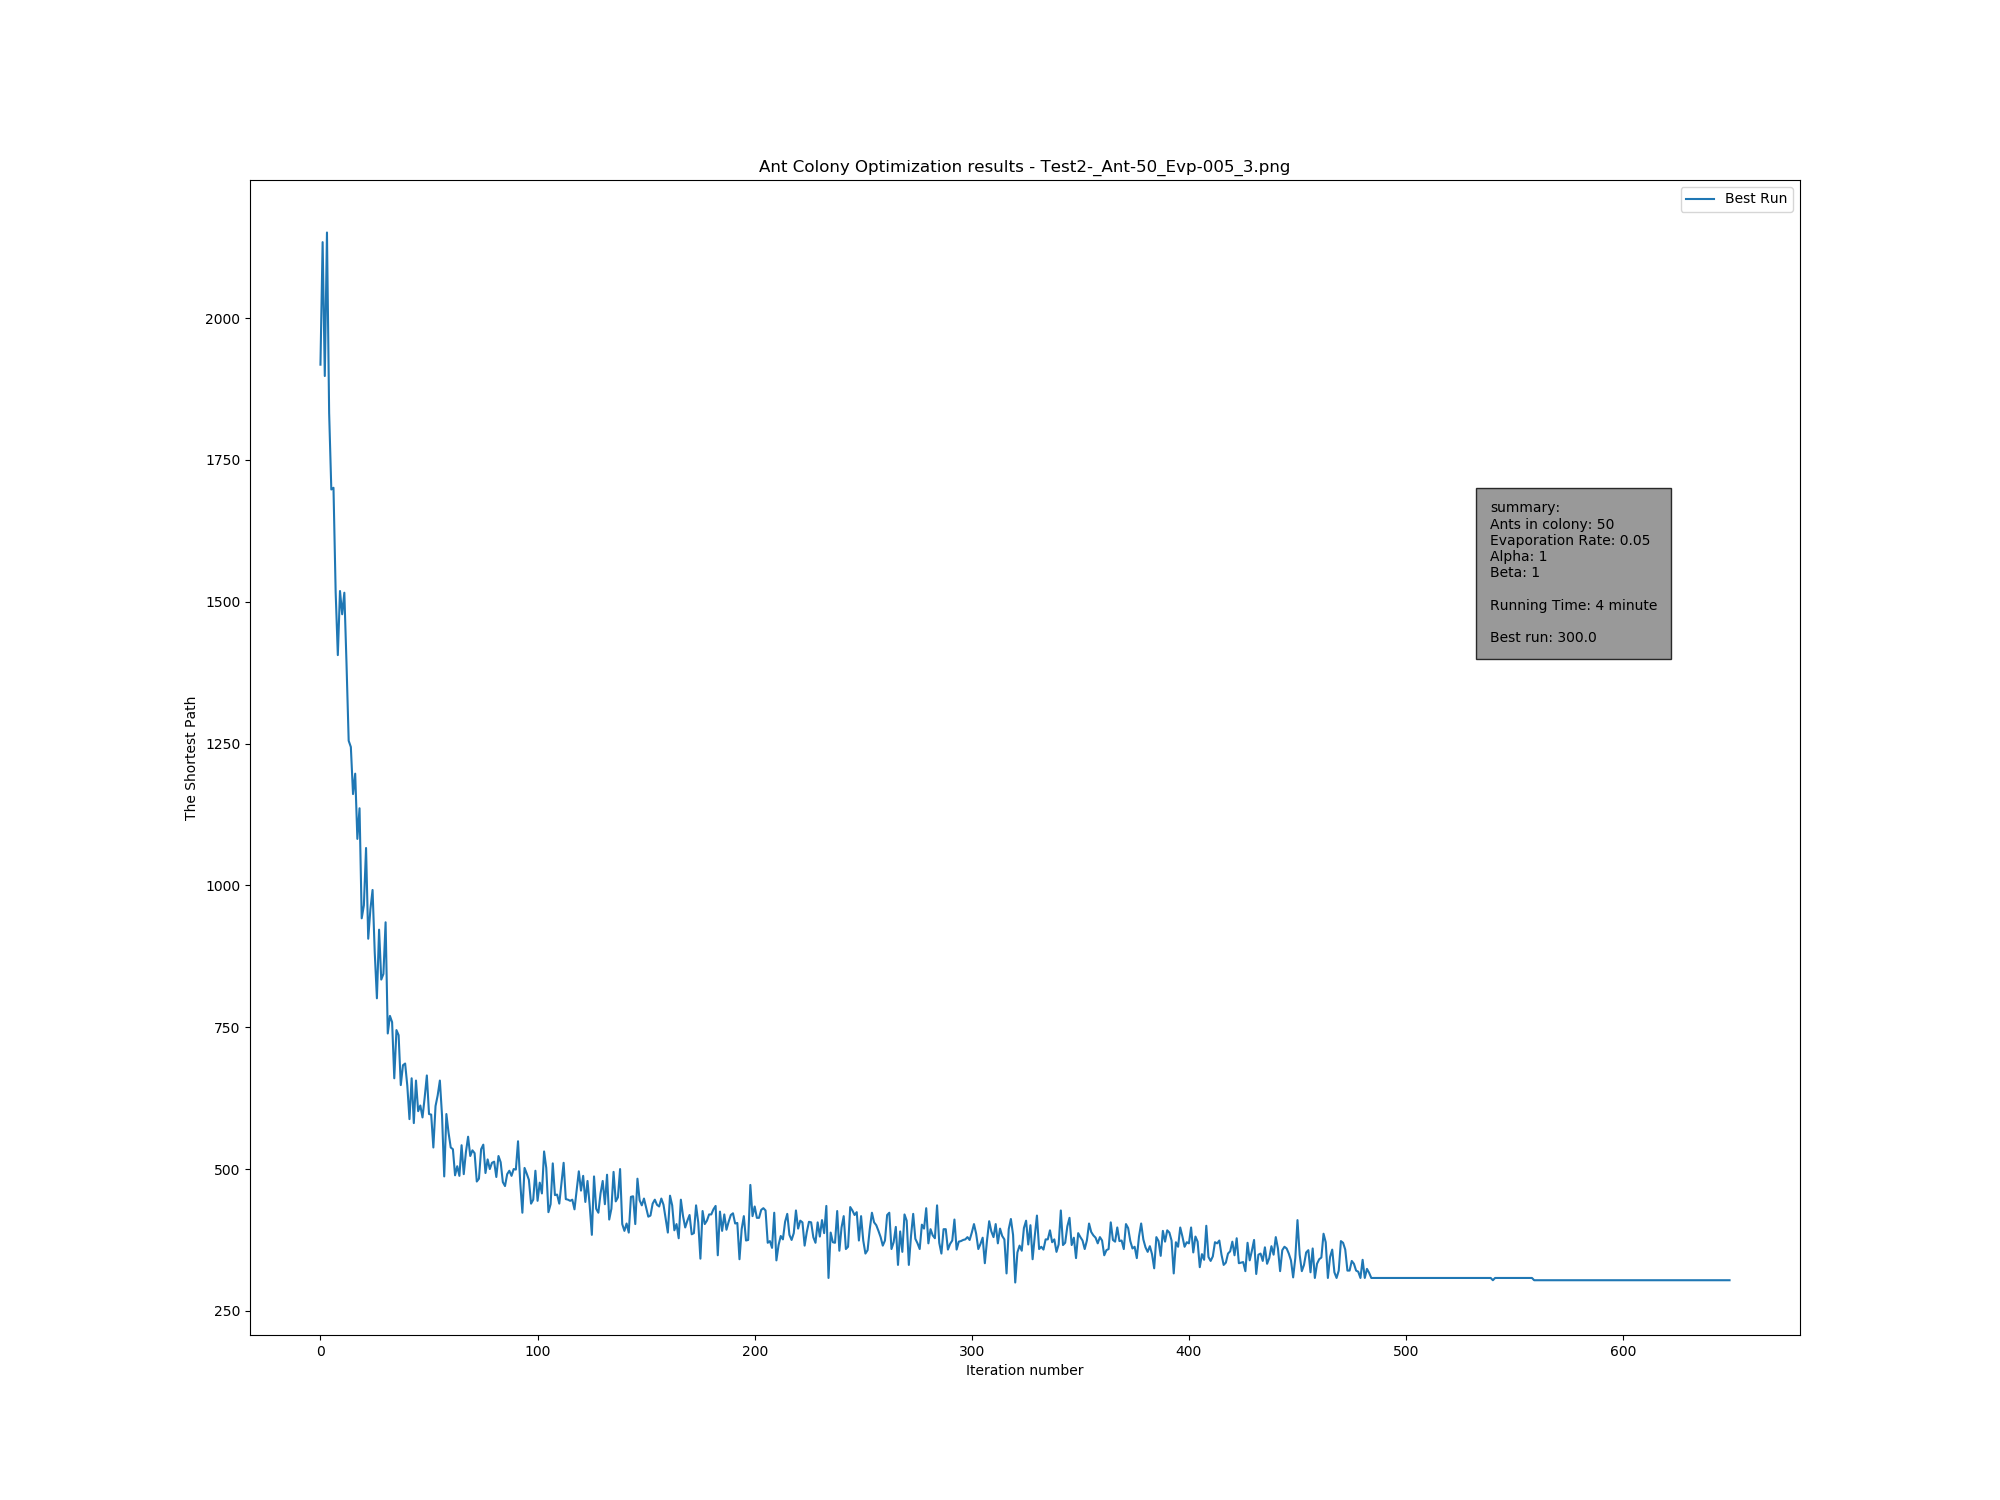 Ant Colony Optimization results - Test2-_Ant-50_Evp-005_3.png
Best Run
2000
1750
1500
1250
1000
750
500
250
The Shortest Path
summary:
Ants in colony: 50
Evaporation Rate: 0.05
Alpha: 1
Beta: 1
Running Time: 4 minute
Best run: 300.0
0 100 200 300 400 500 600
Iteration number